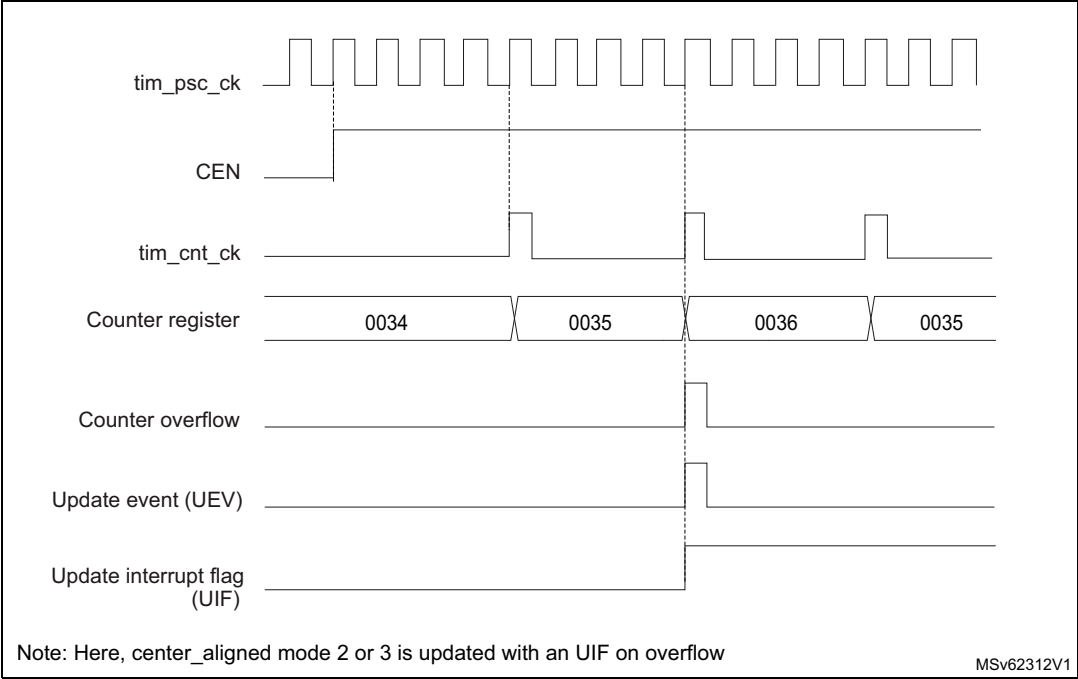 tim_psc_ck
CEN
tim_cnt_ck
Counter register
0034 0035 0036 0035
Counter overflow
Update event (UEV)
Update interrupt flag
(UIF)
Note: Here, center_aligned mode 2 or 3 is updated with an UIF on overflow
MSv62312V1